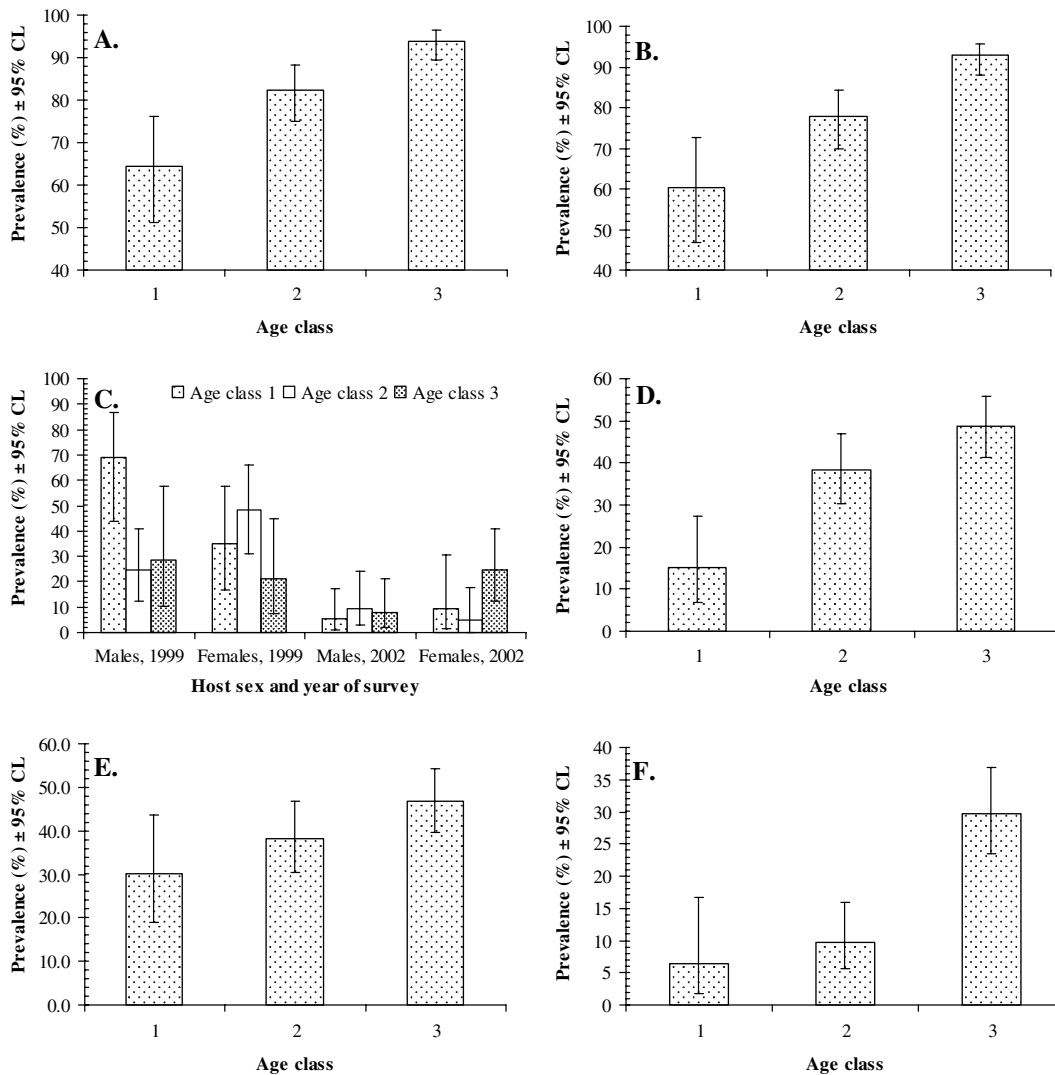 A.
Prevalence (%) ± 95% CL
100
90
80
70
60
50
40
1 2 3
Age class
B.
Prevalence (%) ± 95% CL
100
90
80
70
60
50
40
1 2 3
Age class
C.
Age class 1 Age class 2 Age class 3
Prevalence (%) ± 95% CL
100
90
80
70
60
50
40
30
20
10
0
Males, 1999 Females, 1999 Males, 2002 Females, 2002
Host sex and year of survey
D.
Prevalence (%) ± 95% CL
60
50
40
30
20
10
0
1 2 3
Age class
E.
Prevalence (%) ± 95% CL
60.0
50.0
40.0
30.0
20.0
10.0
0.0
1 2 3
Age class
F.
Prevalence (%) ± 95% CL
40
35
30
25
20
15
10
5
0
1 2 3
Age class